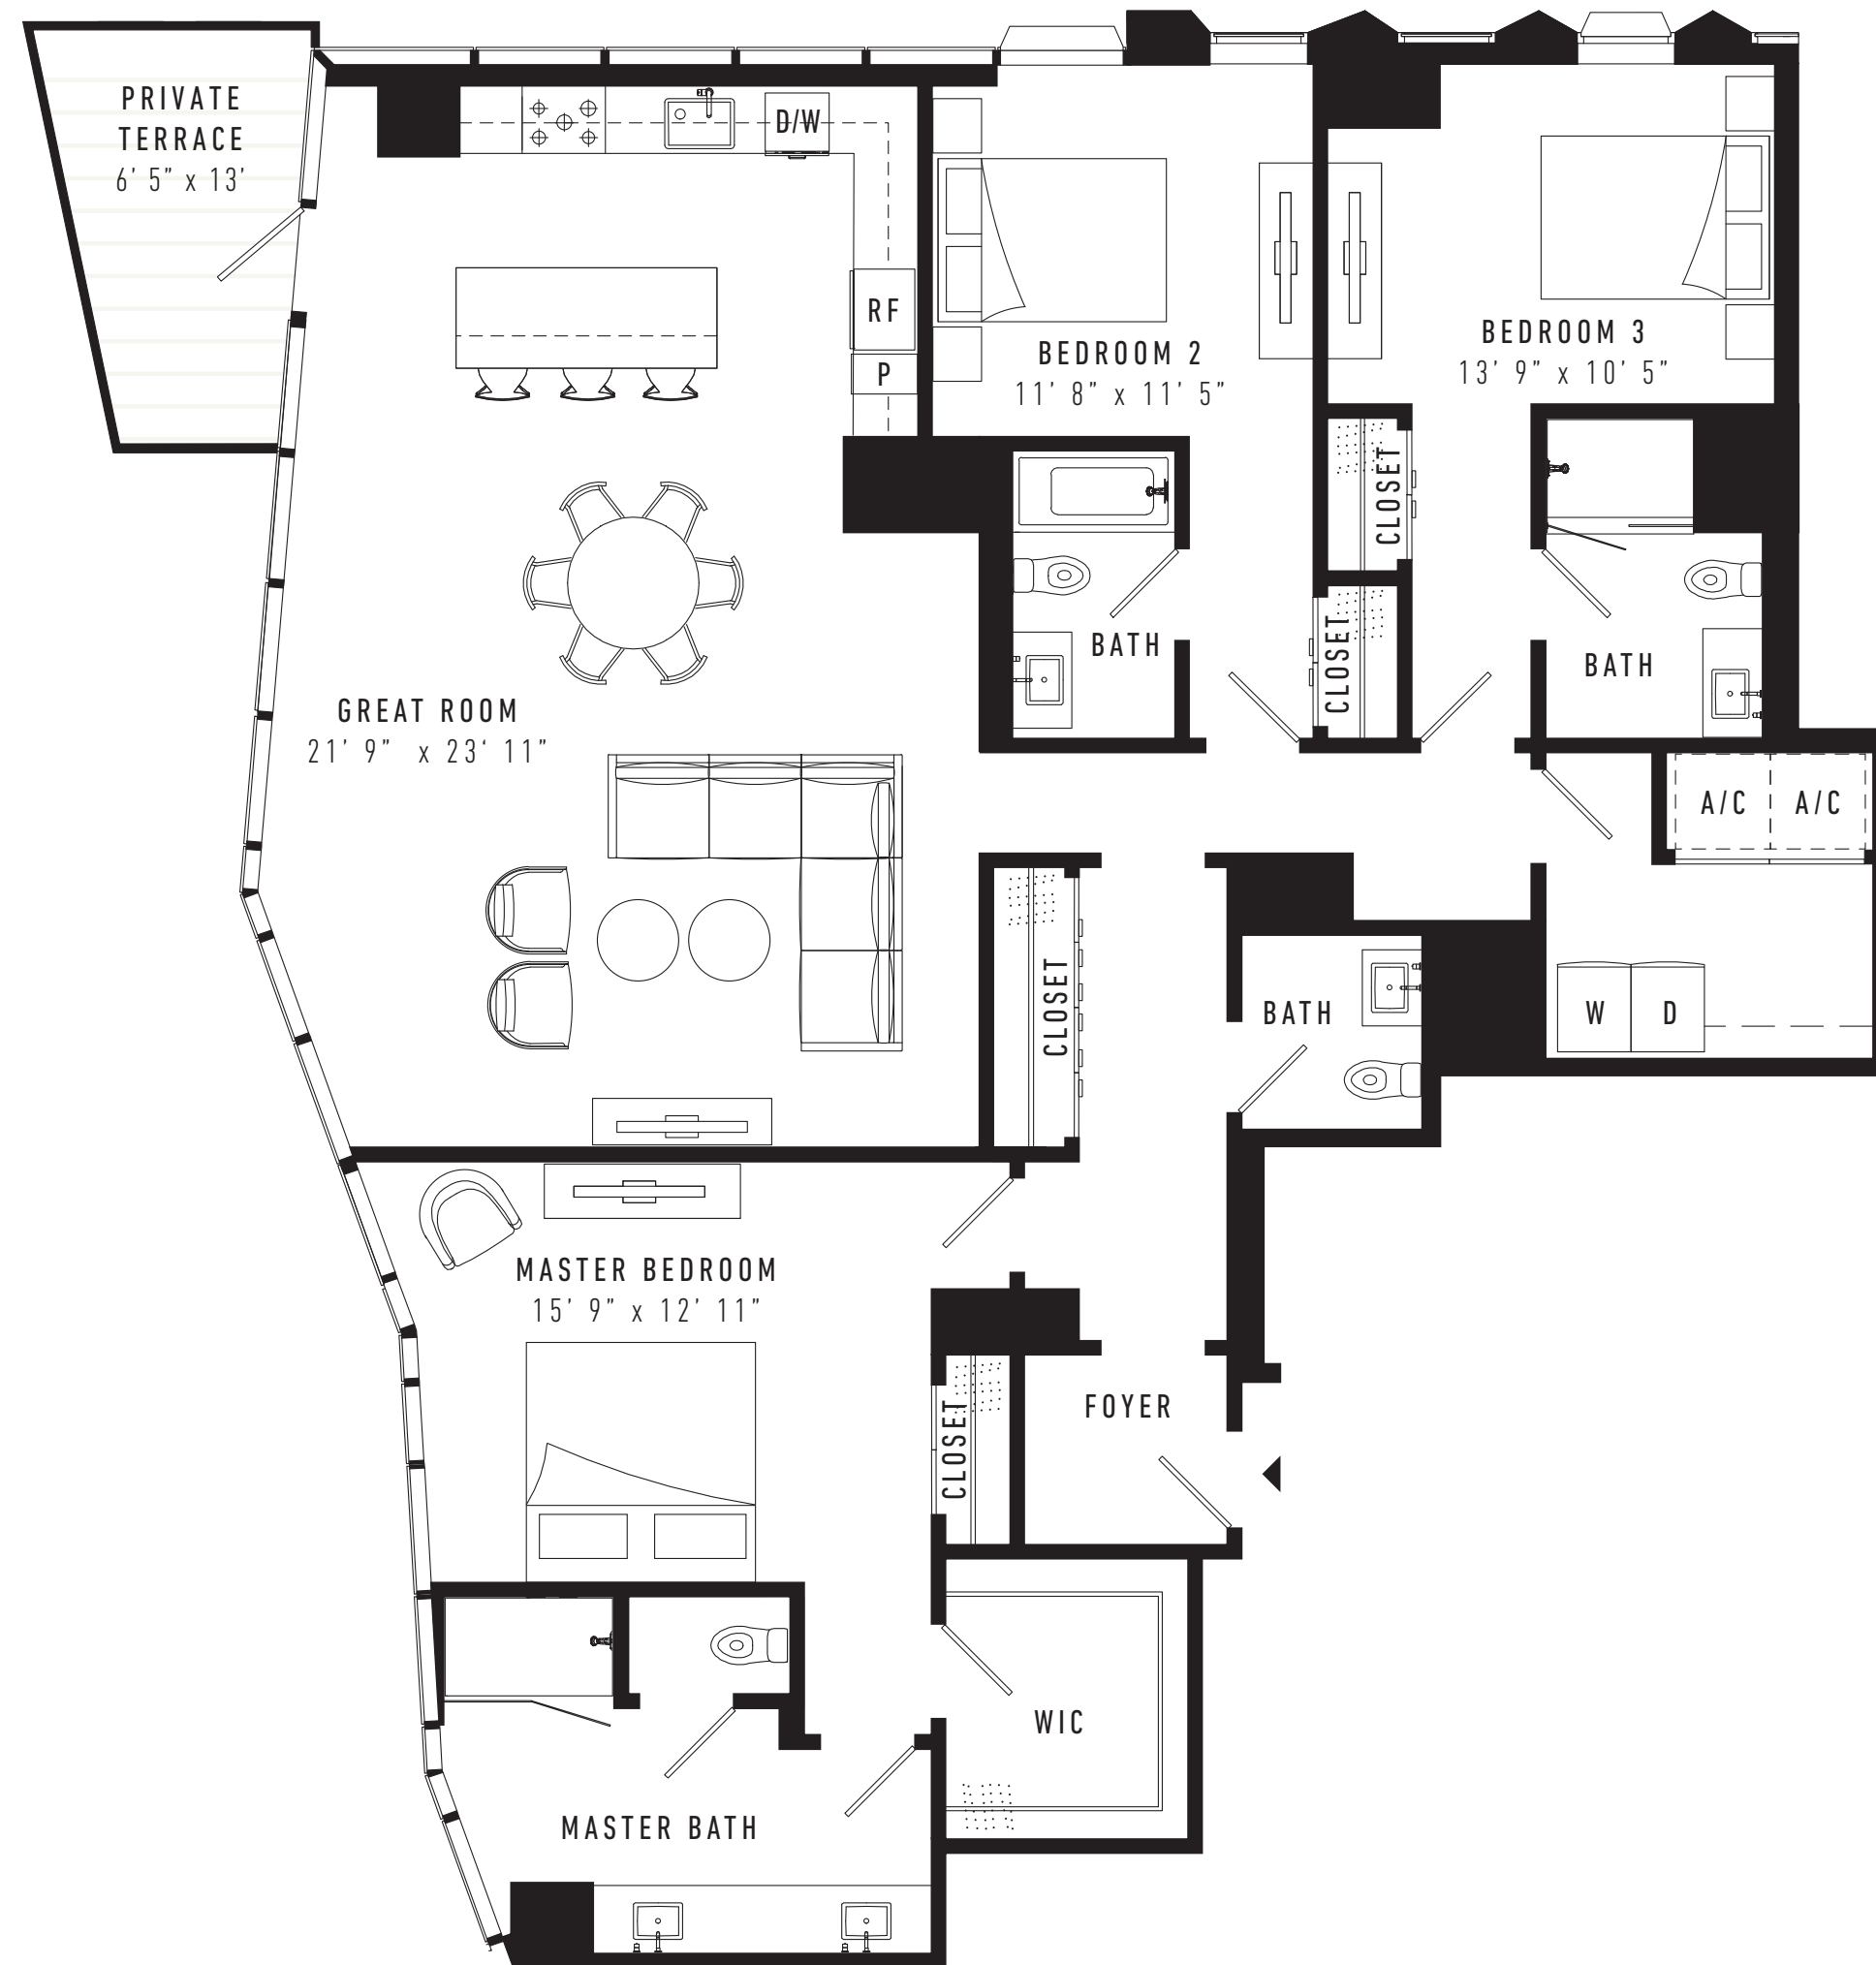 PRIVATE
TERRACE
6' 5" x 13'
D/W
RF
P
BEDROOM 2
11' 8" x 11' 5"
BEDROOM 3
13' 9" x 10' 5"
CLOSET
CLOSET
BATH
BATH
GREAT ROOM
21' 9" x 23' 11"
A/C
A/C
CLOSET
BATH
W
D
MASTER BEDROOM
15' 9" x 12' 11"
CLOSET
FOYER
WIC
MASTER BATH